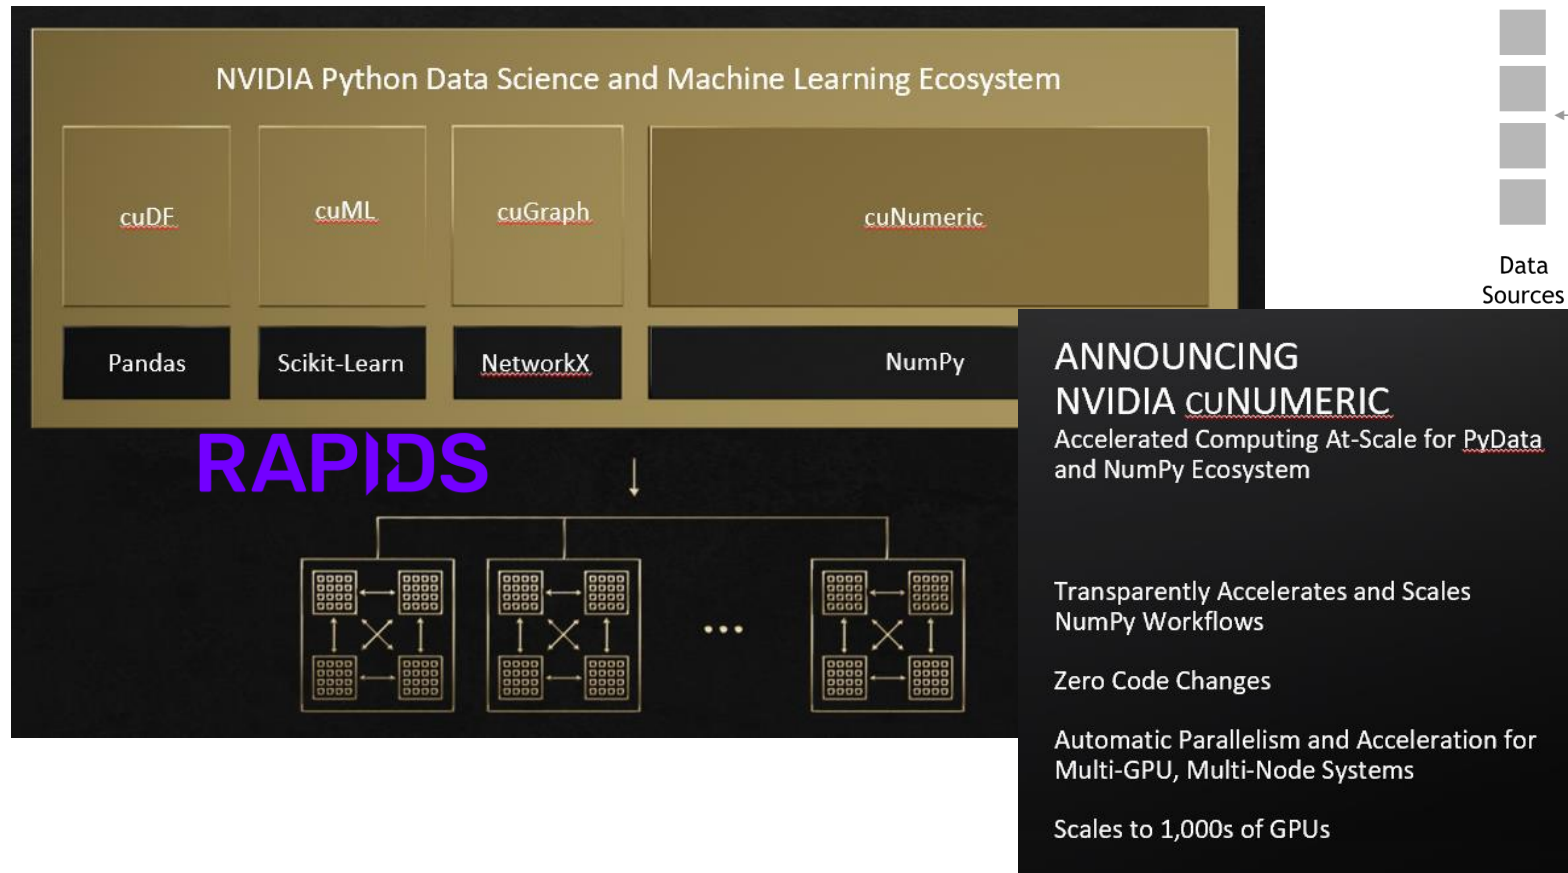 NVIDIA Python Data Science and Machine Learning Ecosystem
cuDF
cuML
cuGraph
cuNumeric
Pandas
Scikit-Learn
NetworkX
NumPy
RAPIDS
Data
Sources
ANNOUNCING
NVIDIA CUNUMERIC
Accelerated Computing At-Scale for PyData
and NumPy Ecosystem
Transparently Accelerates and Scales
NumPy Workflows
Zero Code Changes
Automatic Parallelism and Acceleration for
Multi-GPU, Multi-Node Systems
Scales to 1,000s of GPUs